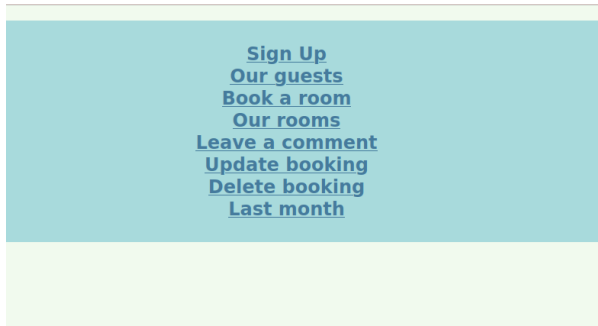 Sign Up
Our guests
Book a room
Our rooms
Leave a comment
Update booking
Delete booking
Last month